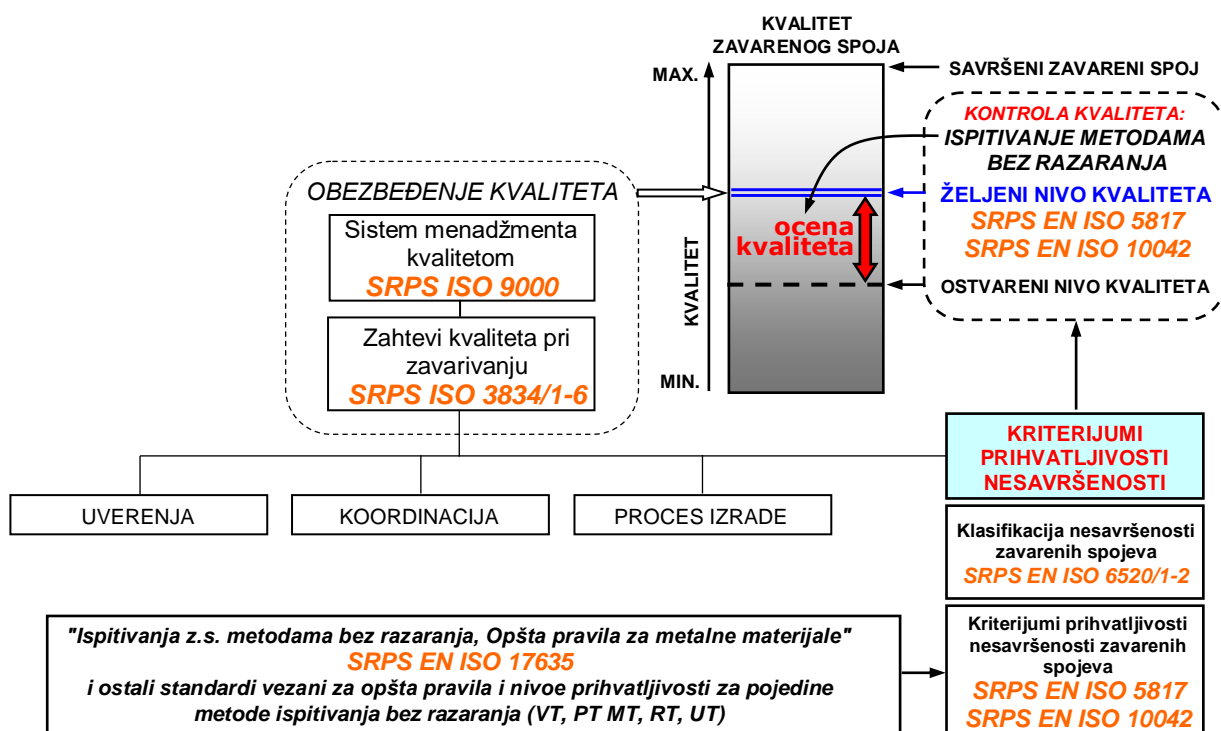 KVALITET
ZAVARENOG SPOJA
MAX.
KVALITET
MIN.
SAVRŠENI ZAVARENI SPOJ
KONTROLA KVALITETA:
ISPITIVANJE METODAMA
BEZ RAZARANJA
ŽELJENI NIVO KVALITETA
SRPS EN ISO 5817
SRPS EN ISO 10042
OSTVARENI NIVO KVALITETA
ocena
kvaliteta
OBEZBEĐENJE KVALITETA
Sistem menadžmenta
kvalitetom
SRPS ISO 9000
Zahtevi kvaliteta pri
zavarivanju
SRPS ISO 3834/1-6
UVERENJA
KOORDINACIJA
PROCES IZRADE
KRITERIJUMI
PRIHVATLJIVOSTI
NESAVRŠENOSTI
Klasifikacija nesavršenosti
zavarenih spojeva
SRPS EN ISO 6520/1-2
Kriterijumi prihvatljivosti
nesavršenosti zavarenih
spojeva
SRPS EN ISO 5817
SRPS EN ISO 10042
"Ispitivanja z.s. metodama bez razaranja, Opšta pravila za metalne materijale"
SRPS EN ISO 17635
i ostali standardi vezani za opšta pravila i nivoe prihvatljivosti za pojedine
metode ispitivanja bez razaranja (VT, PT MT, RT, UT)